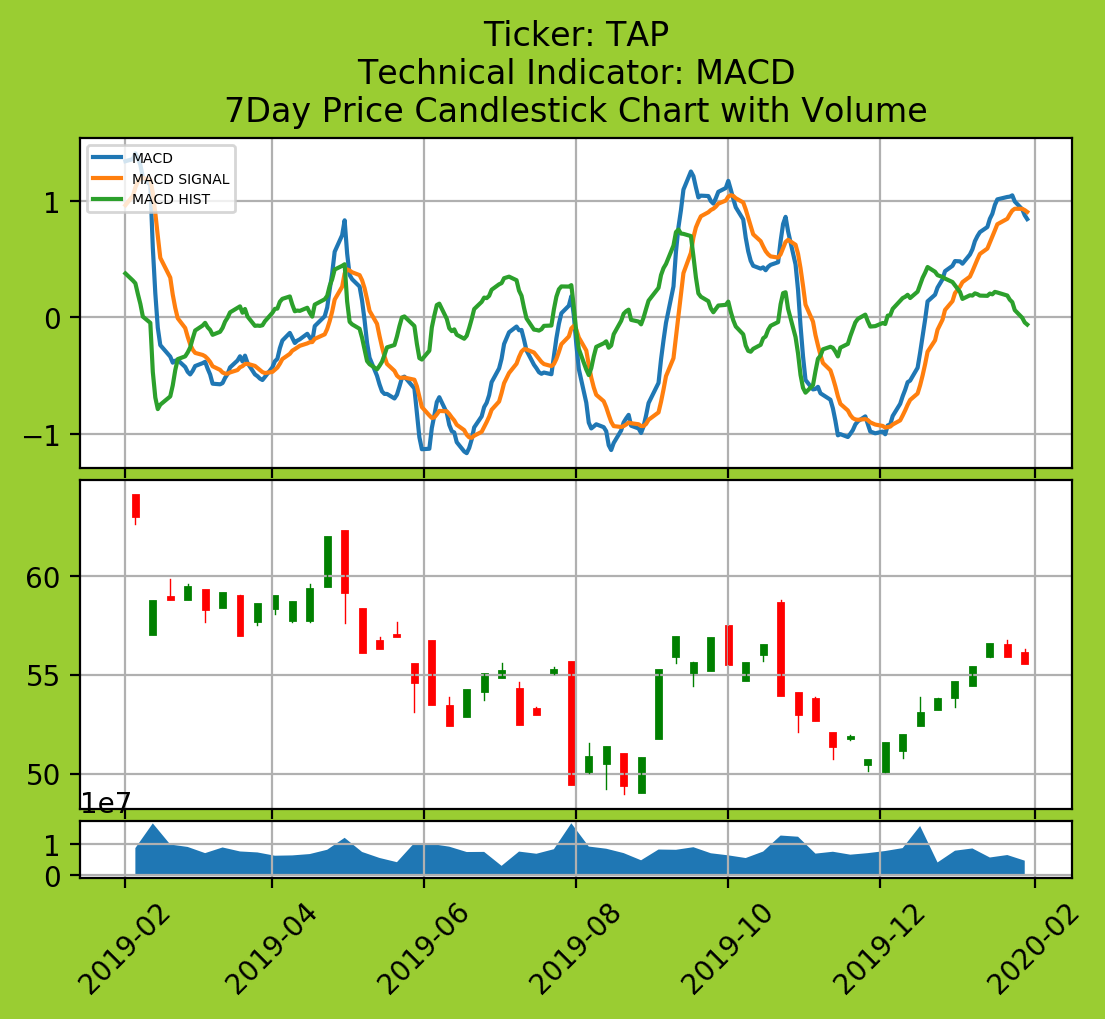 Ticker: TAP
Technical Indicator: MACD
7Day Price Candlestick Chart with Volume
MACD
MACD SIGNAL
MACD HIST
1
0
−1
60
55
50
1e7
1
0
2019-02
2019-04
2019-06
2019-08
2019-10
2019-12
2020-02